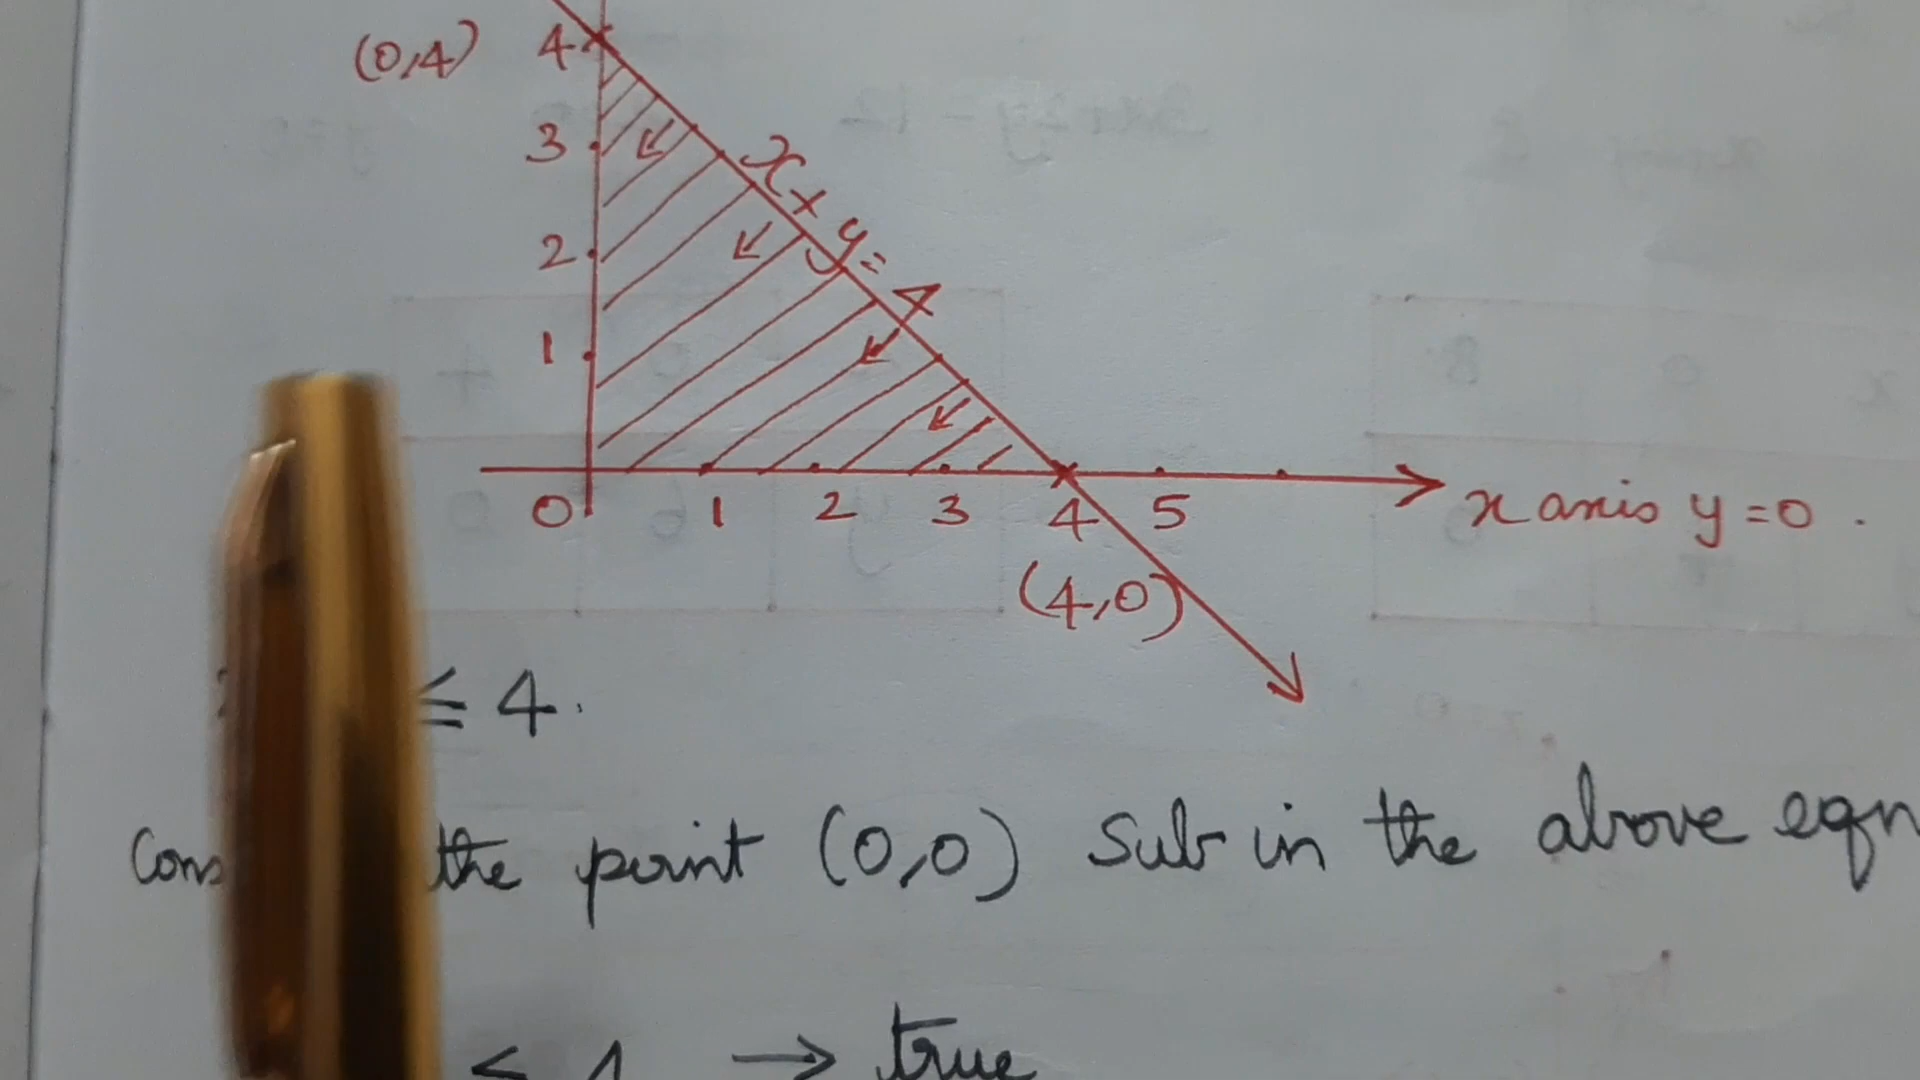 (0,4) 4
3
x + y = 4
2
1
0 1 2 3 4 5 x axis y = 0 .
(4,0)
≤ 4.
the point (0,0) Sub in the above eqn
→ true